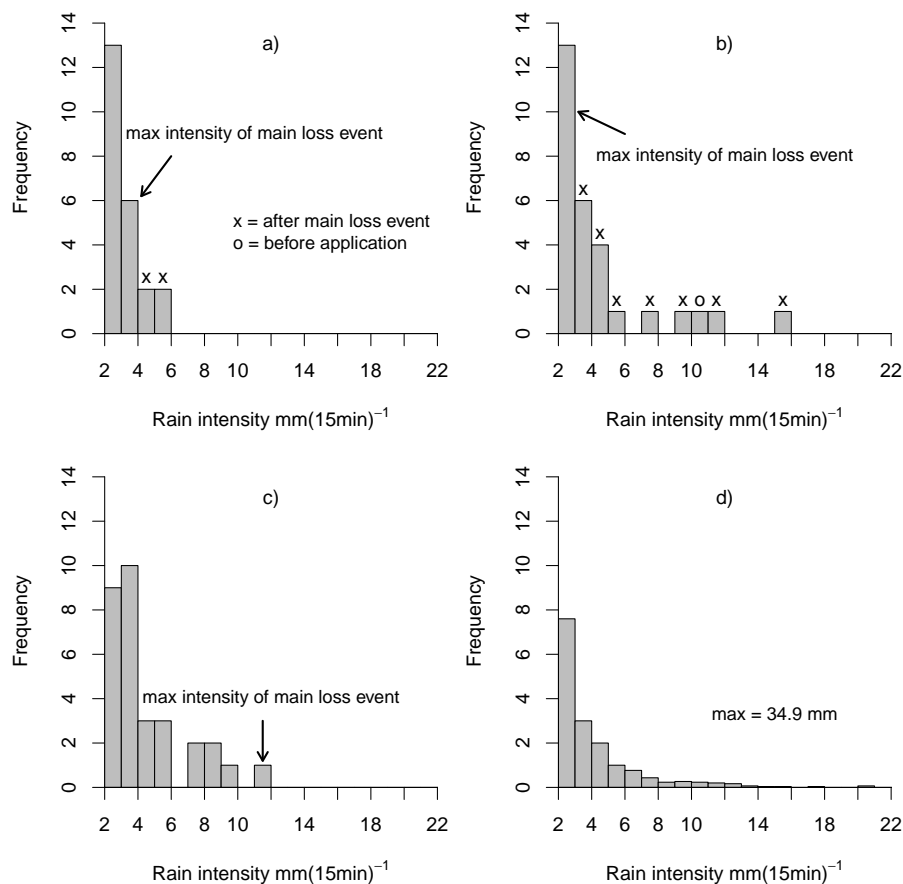 a)
14
12
10
8
6
4
2
0
Frequency
max intensity of main loss event
x = after main loss event
o = before application
x x
2 4 6 8 10 14 18 22
Rain intensity mm(15min)⁻¹
b)
14
12
10
8
6
4
2
0
Frequency
max intensity of main loss event
x
x
x x x o x x
2 4 6 8 10 14 18 22
Rain intensity mm(15min)⁻¹
c)
14
12
10
8
6
4
2
0
Frequency
max intensity of main loss event
2 4 6 8 10 14 18 22
Rain intensity mm(15min)⁻¹
d)
14
12
10
8
6
4
2
0
Frequency
max = 34.9 mm
2 4 6 8 10 14 18 22
Rain intensity mm(15min)⁻¹